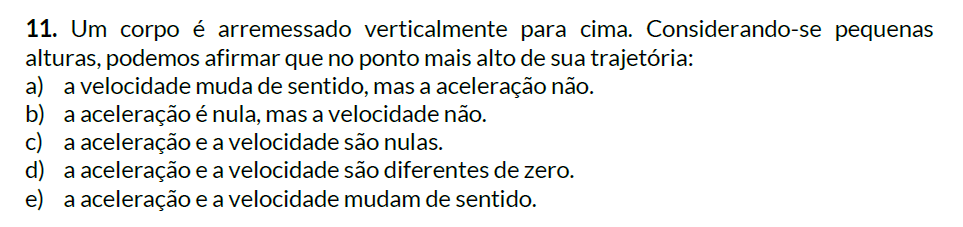 11. Um corpo é arremessado verticalmente para cima. Considerando-se pequenas
alturas, podemos afirmar que no ponto mais alto de sua trajetória:
a) a velocidade muda de sentido, mas a aceleração não.
b) a aceleração é nula, mas a velocidade não.
c) a aceleração e a velocidade são nulas.
d) a aceleração e a velocidade são diferentes de zero.
e) a aceleração e a velocidade mudam de sentido.